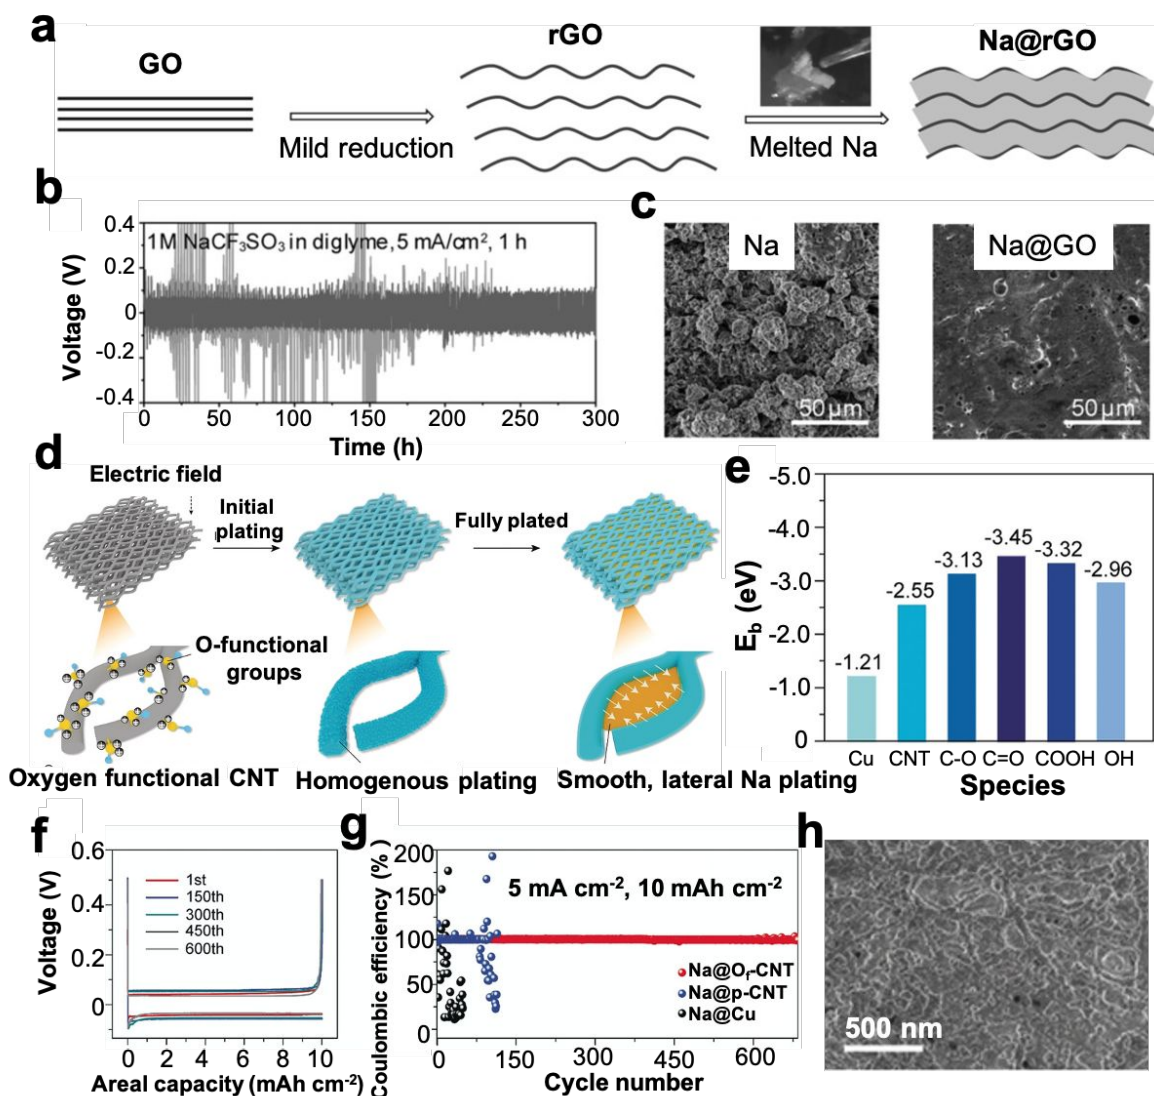 a
GO
Mild reduction
rGO
Melted Na
Na@rGO
b
Voltage (V)
0.4
0.2
0
-0.2
-0.4
1M NaCF₃SO₃ in diglyme, 5 mA/cm², 1 h
0 50 100 150 200 250 300
Time (h)
c
Na
50 μm
Na@GO
50 μm
d
Electric field
Initial
plating
Fully plated
O-functional
groups
Oxygen functional CNT
Homogenous plating
Smooth, lateral Na plating
e
E_b (eV)
-5.0
-4.0
-3.0
-2.0
-1.0
0
-1.21
-2.55
-3.13
-3.45
-3.32
-2.96
Cu CNT C-O C=O COOH OH
Species
f
Voltage (V)
0.6
0.4
0.2
0
1st
150th
300th
450th
600th
0 2 4 6 8 10
Areal capacity (mAh cm⁻²)
g
Coulombic efficiency (%)
200
150
100
50
0
5 mA cm⁻², 10 mAh cm⁻²
Na@O_f-CNT
Na@p-CNT
Na@Cu
0 150 300 450 600
Cycle number
h
500 nm